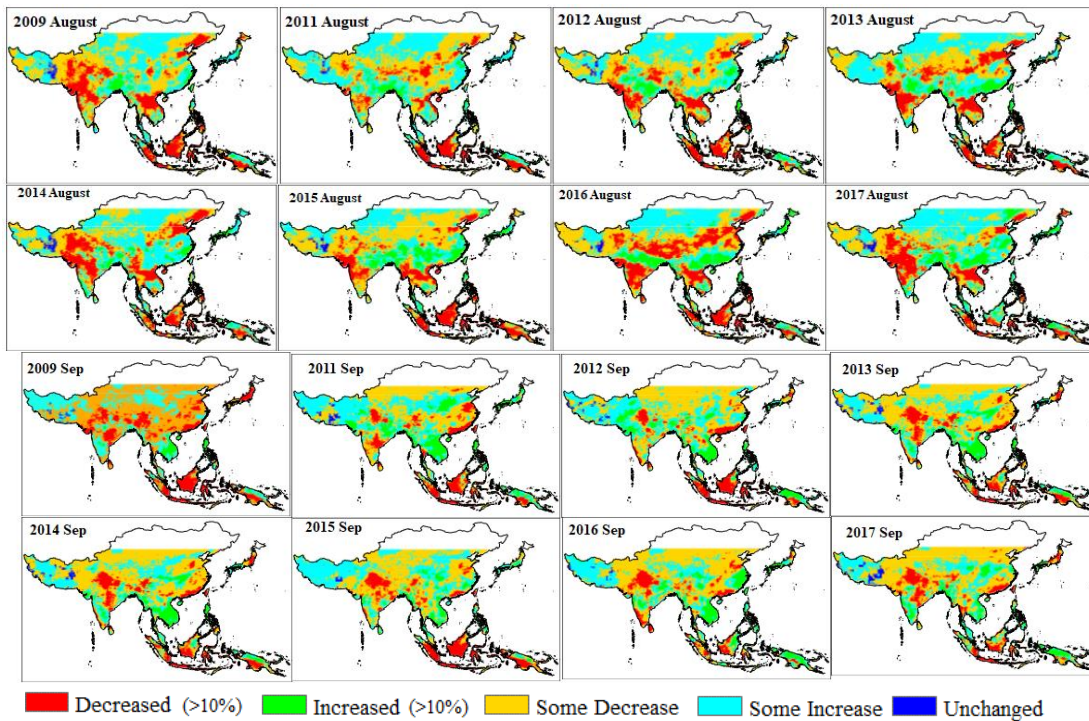 2009 August
2011 August
2012 August
2013 August
2014 August
2015 August
2016 August
2017 August
2009 Sep
2011 Sep
2012 Sep
2013 Sep
2014 Sep
2015 Sep
2016 Sep
2017 Sep
Decreased (>10%)
Increased (>10%)
Some Decrease
Some Increase
Unchanged